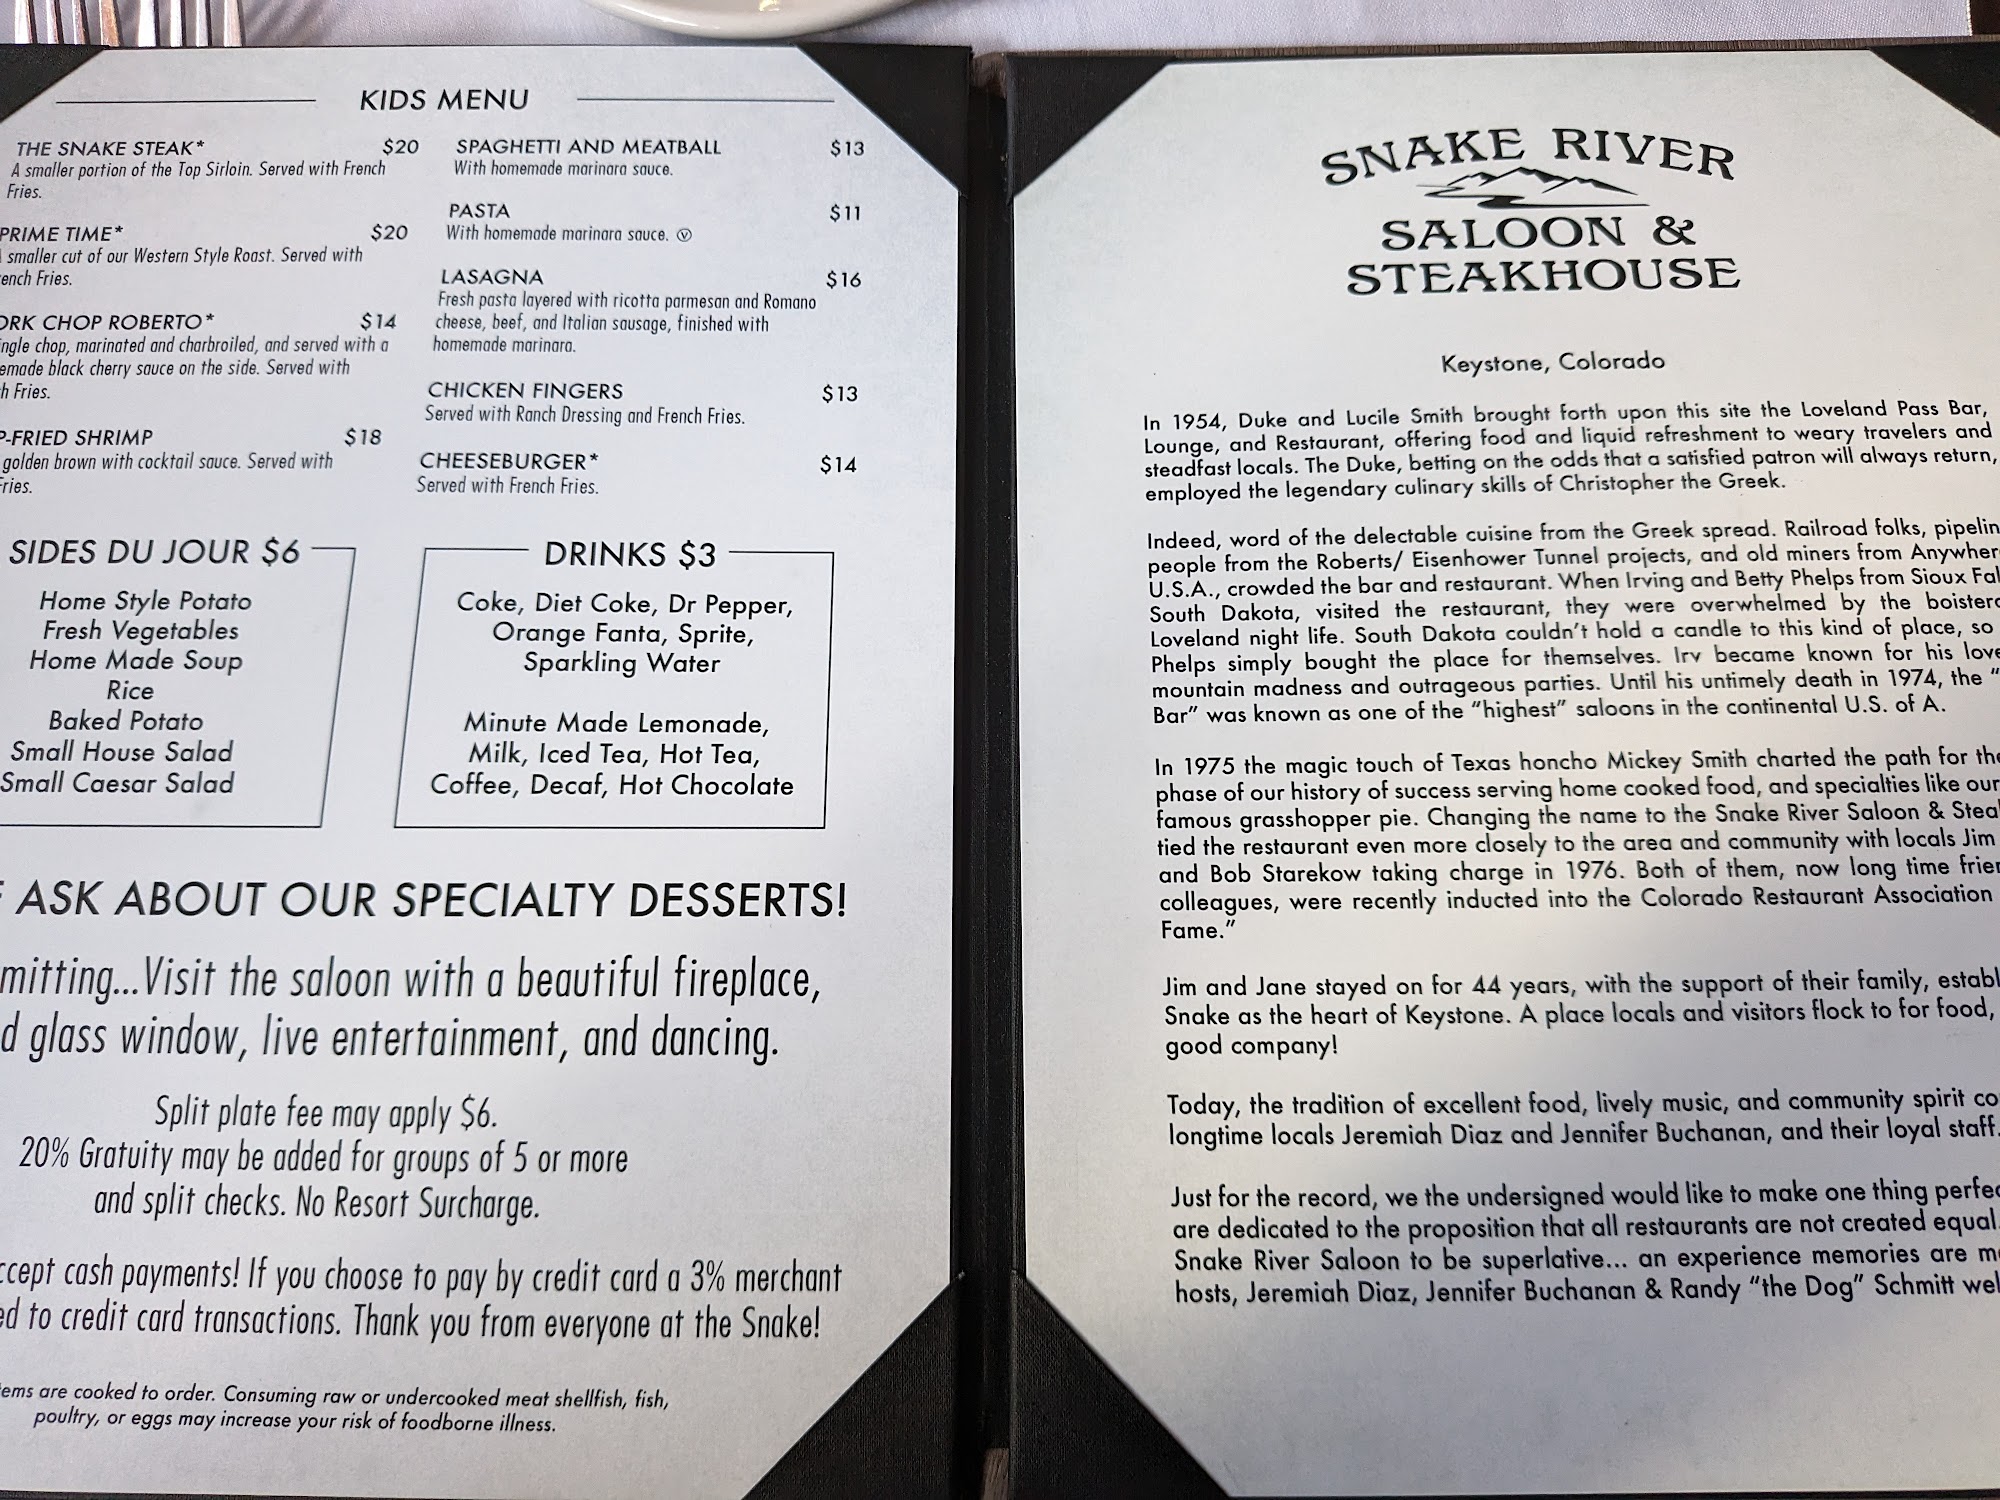 KIDS MENU
THE SNAKE STEAK* $20
A smaller portion of the Top Sirloin. Served with French
Fries.
PRIME TIME* $20
smaller cut of our Western Style Roast. Served with
Fries.
CHOP ROBERTO* $14
chop, marinated and charbroiled, and served with a
black cherry sauce on the side. Served with
Fries.
SHRIMP $18
golden brown with cocktail sauce. Served with
SPAGHETTI AND MEATBALL $13
With homemade marinara sauce.
PASTA $11
With homemade marinara sauce. Ⓥ
LASAGNA $16
Fresh pasta layered with ricotta parmesan and Romano
cheese, beef, and Italian sausage, finished with
homemade marinara.
CHICKEN FINGERS $13
Served with Ranch Dressing and French Fries.
CHEESEBURGER* $14
Served with French Fries.
SIDES DU JOUR $6
Home Style Potato
Fresh Vegetables
Home Made Soup
Rice
Baked Potato
Small House Salad
Small Caesar Salad
DRINKS $3
Coke, Diet Coke, Dr Pepper,
Orange Fanta, Sprite,
Sparkling Water
Minute Made Lemonade,
Milk, Iced Tea, Hot Tea,
Coffee, Decaf, Hot Chocolate
ASK ABOUT OUR SPECIALTY DESSERTS!
mitting...Visit the saloon with a beautiful fireplace,
glass window, live entertainment, and dancing.
Split plate fee may apply $6.
20% Gratuity may be added for groups of 5 or more
and split checks. No Resort Surcharge.
cash payments! If you choose to pay by credit card a 3% merchant
to credit card transactions. Thank you from everyone at the Snake!
are cooked to order. Consuming raw or undercooked meat shellfish, fish,
poultry, or eggs may increase your risk of foodborne illness.
SNAKE RIVER
SALOON &
STEAKHOUSE
Keystone, Colorado
In 1954, Duke and Lucile Smith brought forth upon this site the Loveland Pass Bar,
Lounge, and Restaurant, offering food and liquid refreshment to weary travelers and
steadfast locals. The Duke, betting on the odds that a satisfied patron will always return,
employed the legendary culinary skills of Christopher the Greek.
Indeed, word of the delectable cuisine from the Greek spread. Railroad folks,
people from the Roberts/ Eisenhower Tunnel projects, and old miners from
U.S.A., crowded the bar and restaurant. When Irving and Betty Phelps from Sioux
South Dakota, visited the restaurant, they were overwhelmed by the
Loveland night life. South Dakota couldn't hold a candle to this kind of place, so
Phelps simply bought the place for themselves. Irv became known for his
mountain madness and outrageous parties. Until his untimely death in 1974, the "
Bar" was known as one of the "highest" saloons in the continental U.S. of A.
In 1975 the magic touch of Texas honcho Mickey Smith charted the path for
phase of our history of success serving home cooked food, and specialties like our
famous grasshopper pie. Changing the name to the Snake River Saloon &
tied the restaurant even more closely to the area and community with locals Jim
and Bob Starekow taking charge in 1976. Both of them, now long time
colleagues, were recently inducted into the Colorado Restaurant Association
Fame."
Jim and Jane stayed on for 44 years, with the support of their family,
Snake as the heart of Keystone. A place locals and visitors flock to for food,
good company!
Today, the tradition of excellent food, lively music, and community spirit
longtime locals Jeremiah Diaz and Jennifer Buchanan, and their loyal staff.
Just for the record, we the undersigned would like to make one thing
are dedicated to the proposition that all restaurants are not created equal.
Snake River Saloon to be superlative... an experience memories are
hosts, Jeremiah Diaz, Jennifer Buchanan & Randy "the Dog" Schmitt